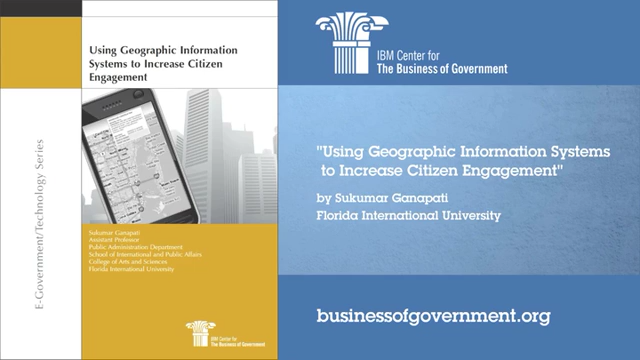 Using Geographic Information
Systems to Increase Citizen
Engagement
E-Government/Technology Series
Sukumar Ganapati
Assistant Professor
Public Administration Department
School of International and Public Affairs
College of Arts and Sciences
Florida International University
IBM Center for
The Business of Government
IBM Center for
The Business of Government
"Using Geographic Information Systems
to Increase Citizen Engagement"
by Sukumar Ganapati
Florida International University
businessofgovernment.org